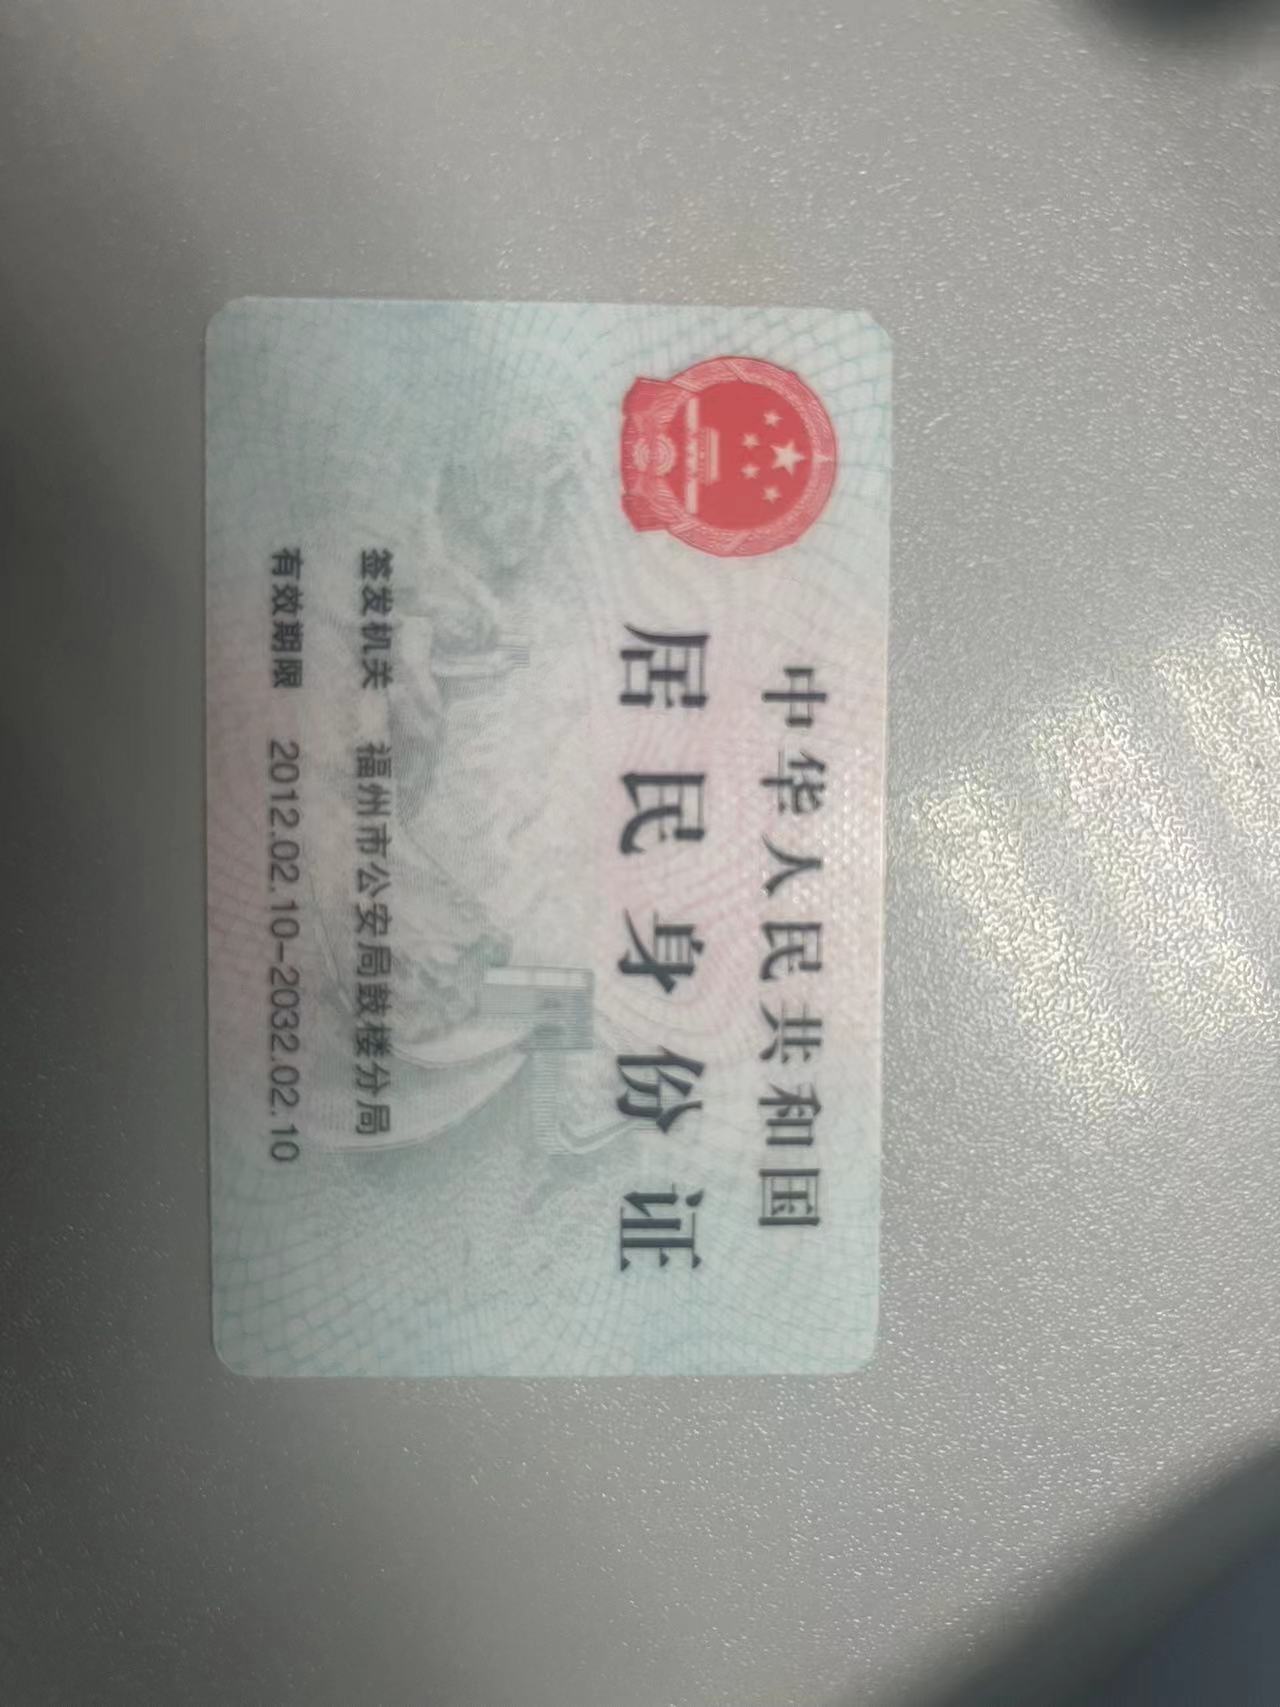 中华人民共和国
居民身份证
签发机关 福州市公安局鼓楼分局
有效期限 2012.02.10-2032.02.10